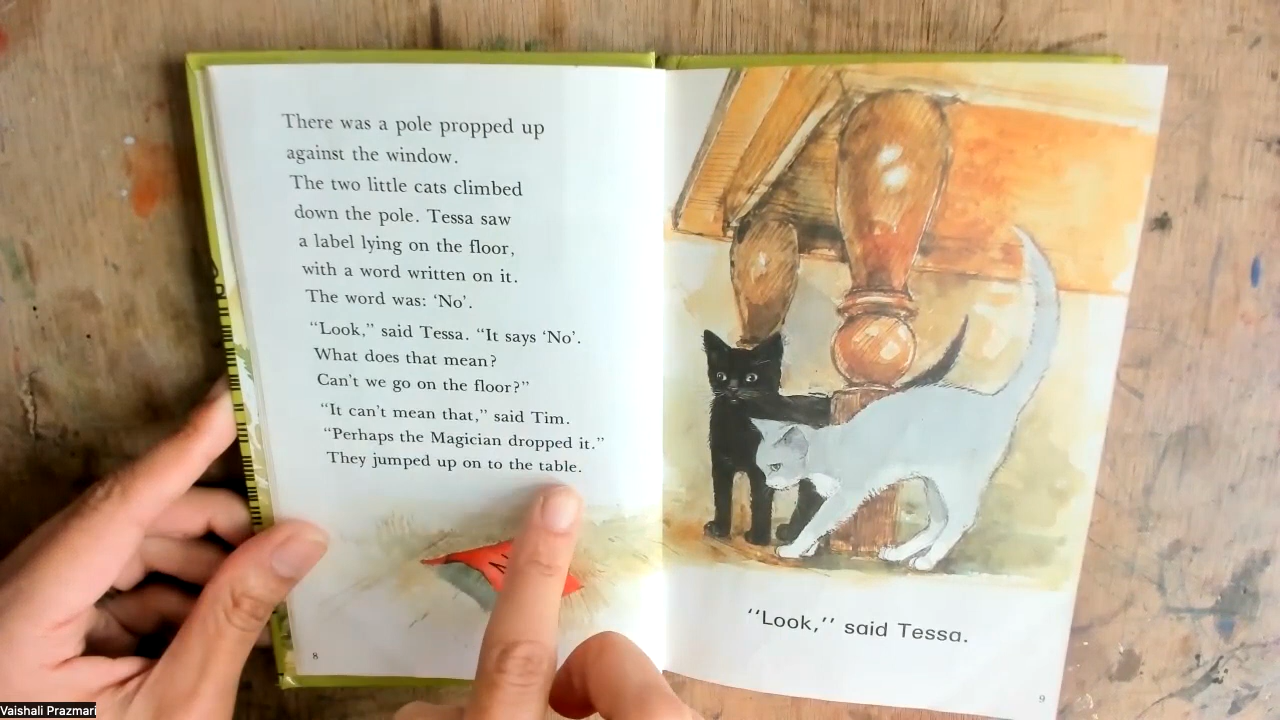 There was a pole propped up
against the window.
The two little cats climbed
down the pole. Tessa saw
a label lying on the floor,
with a word written on it.
The word was: ‘No’.
“Look,” said Tessa. “It says ‘No’.
What does that mean?
Can’t we go on the floor?”
“It can’t mean that,” said Tim.
“Perhaps the Magician dropped it.”
They jumped up on to the table.
8
“Look,” said Tessa.
9
Vaishali Prazmari